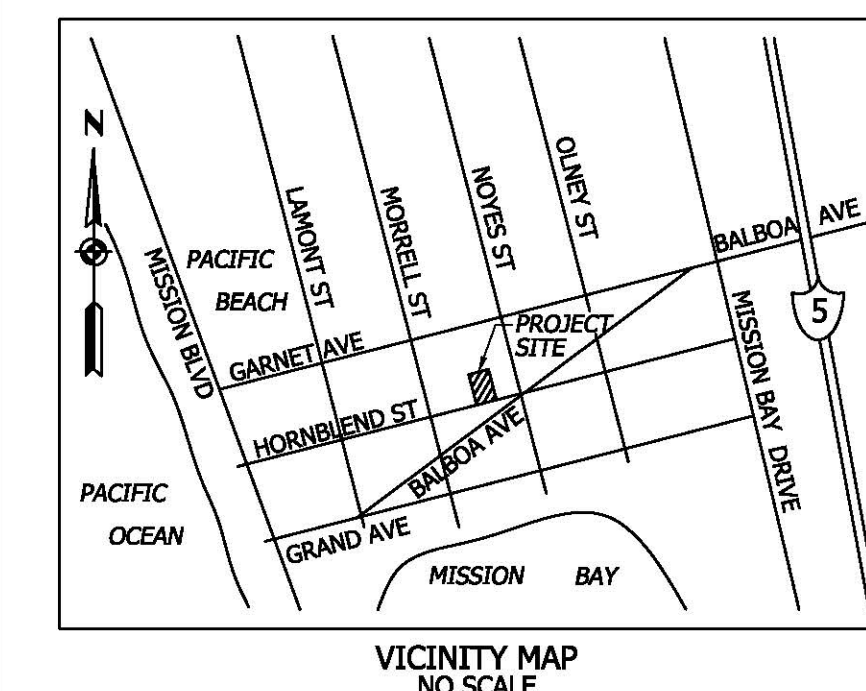 N
LAMONT ST
MORRELL ST
NOYES ST
OLNEY ST
BALBOA AVE
PACIFIC
BEACH
MISSION BLVD
GARNET AVE
PROJECT
SITE
MISSION BAY DRIVE
5
HORNBLEND ST
BALBOA AVE
PACIFIC
OCEAN
GRAND AVE
MISSION BAY
VICINITY MAP
NO SCALE